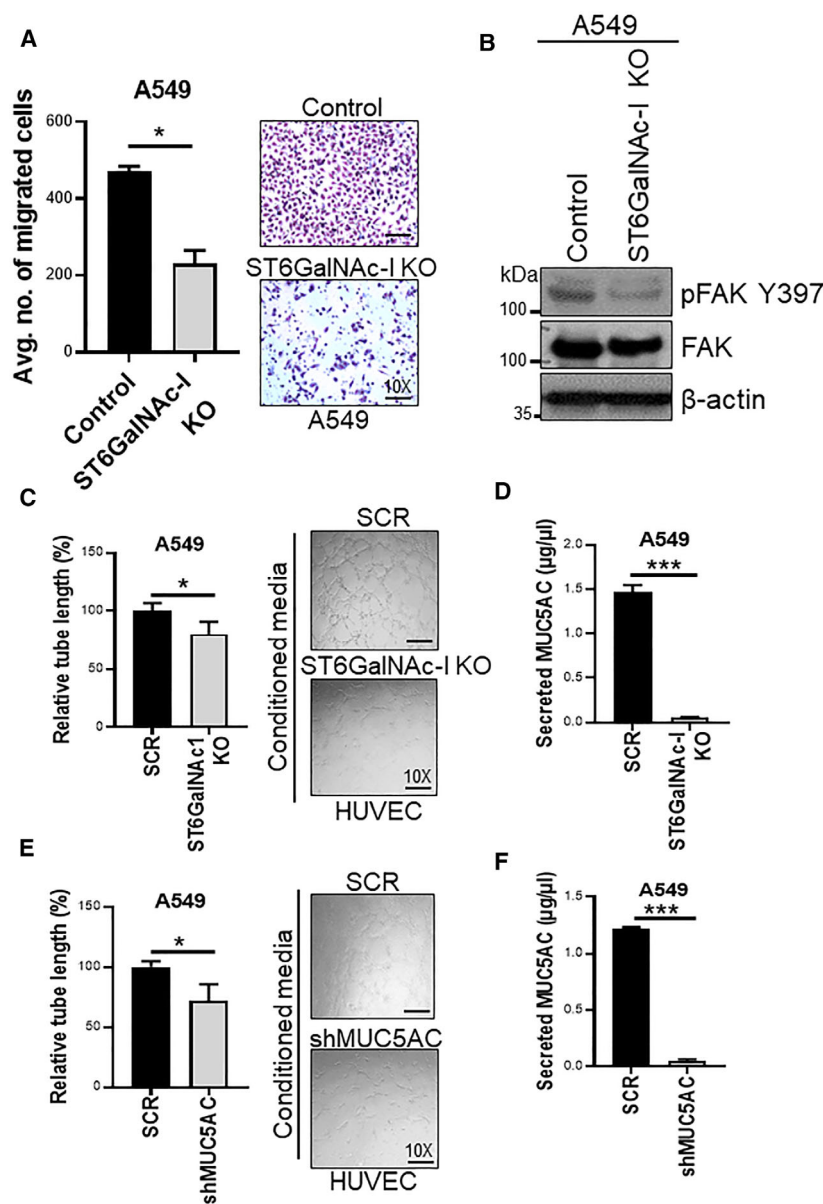 A
A549
Avg. no. of migrated cells
600
400
200
0
*
Control
ST6GalNAc-I
KO
Control
ST6GalNAc-I KO
10X
A549
B
A549
Control
ST6GalNAc-I KO
kDa
100
pFAK Y397
100
FAK
35
β-actin
C
A549
Relative tube length (%)
150
100
50
0
*
SCR
ST6GalNAc1
KO
Conditioned media
SCR
ST6GalNAc-I KO
10X
HUVEC
D
A549
Secreted MUC5AC (µg/µl)
2.0
1.5
1.0
0.5
0.0
***
SCR
ST6GalNAc-I
KO
E
A549
Relative tube length (%)
150
100
50
0
*
SCR
shMUC5AC
Conditioned media
SCR
shMUC5AC
10X
HUVEC
F
A549
Secreted MUC5AC (µg/µl)
1.5
1.0
0.5
0.0
***
SCR
shMUC5AC